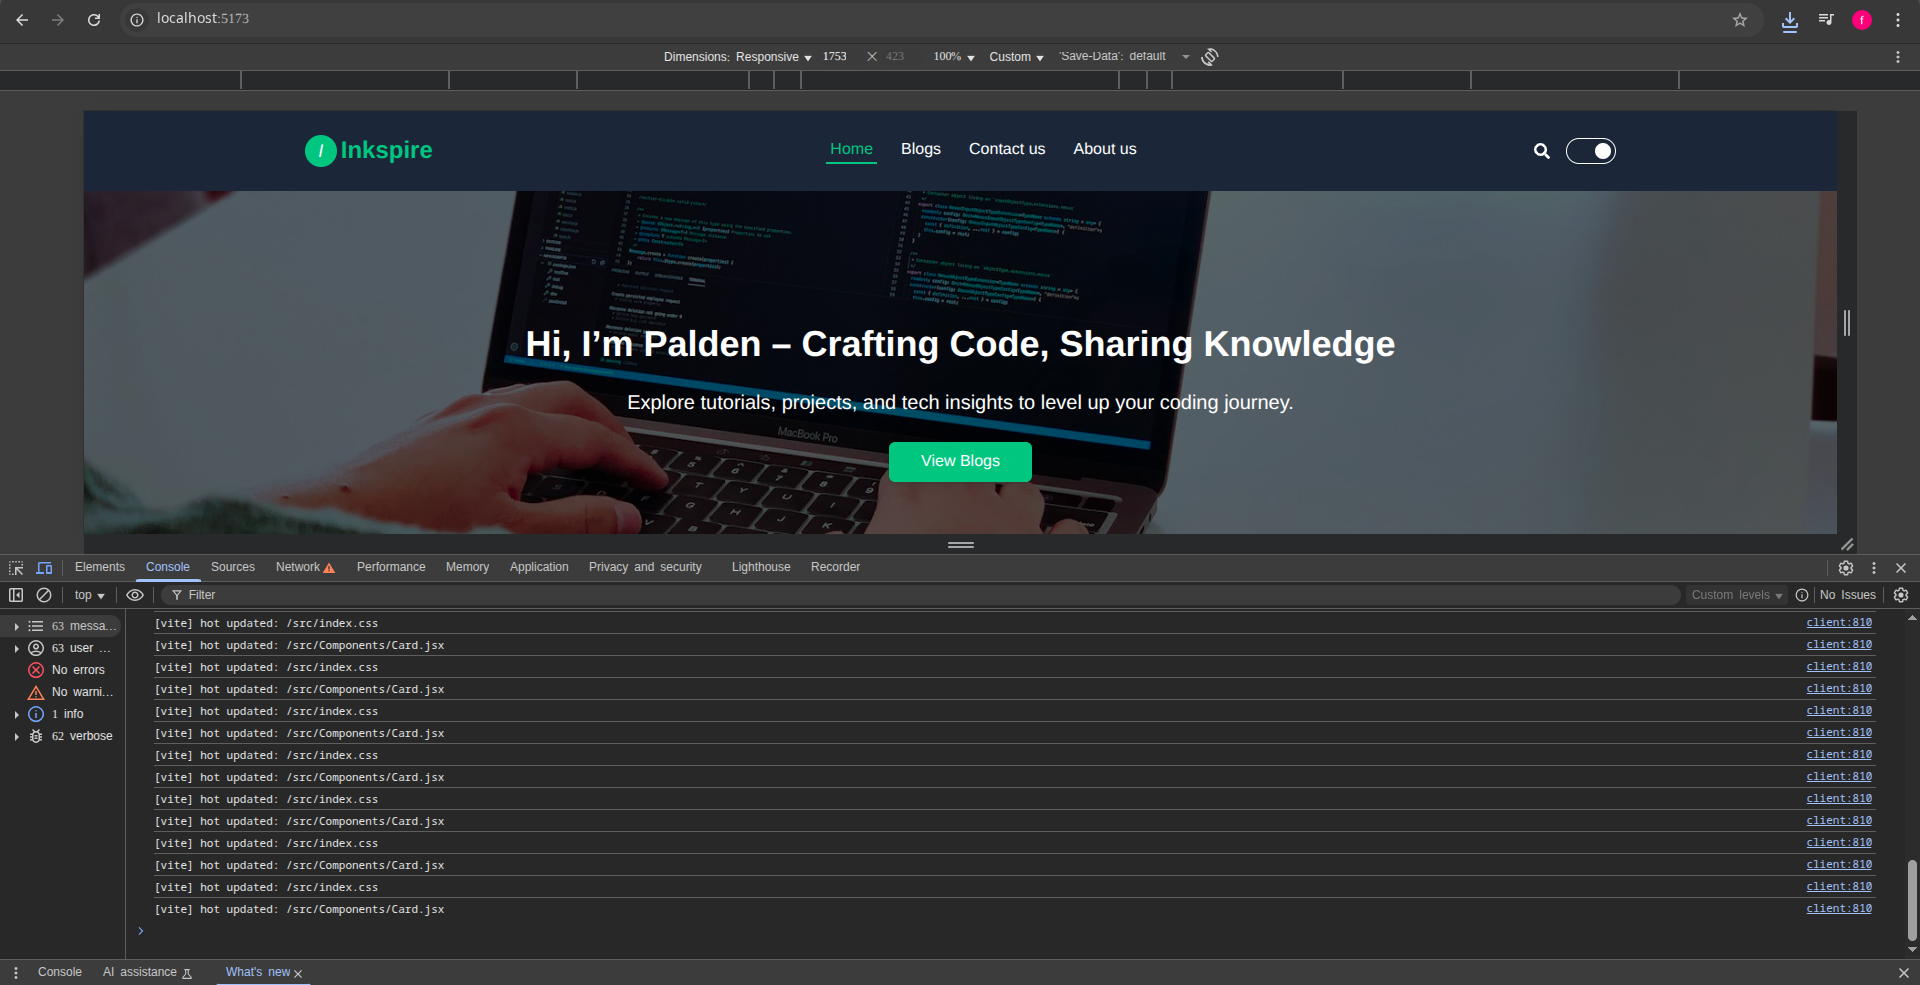 localhost:5173
f
Dimensions: Responsive 1753 × 423 100% Custom 'Save-Data': default
/ Inkspire Home Blogs Contact us About us
Hi, I’m Palden – Crafting Code, Sharing Knowledge
Explore tutorials, projects, and tech insights to level up your coding journey.
MacBook Pro
View Blogs
Elements Console Sources Network Performance Memory Application Privacy and security Lighthouse Recorder
top Filter Custom levels No Issues
63 messa...
63 user ...
No errors
No warni...
1 info
62 verbose
[vite] hot updated: /src/index.css client:810
[vite] hot updated: /src/Components/Card.jsx client:810
[vite] hot updated: /src/index.css client:810
[vite] hot updated: /src/Components/Card.jsx client:810
[vite] hot updated: /src/index.css client:810
[vite] hot updated: /src/Components/Card.jsx client:810
[vite] hot updated: /src/index.css client:810
[vite] hot updated: /src/Components/Card.jsx client:810
[vite] hot updated: /src/index.css client:810
[vite] hot updated: /src/Components/Card.jsx client:810
[vite] hot updated: /src/index.css client:810
[vite] hot updated: /src/Components/Card.jsx client:810
[vite] hot updated: /src/index.css client:810
[vite] hot updated: /src/Components/Card.jsx client:810
Console AI assistance What's new